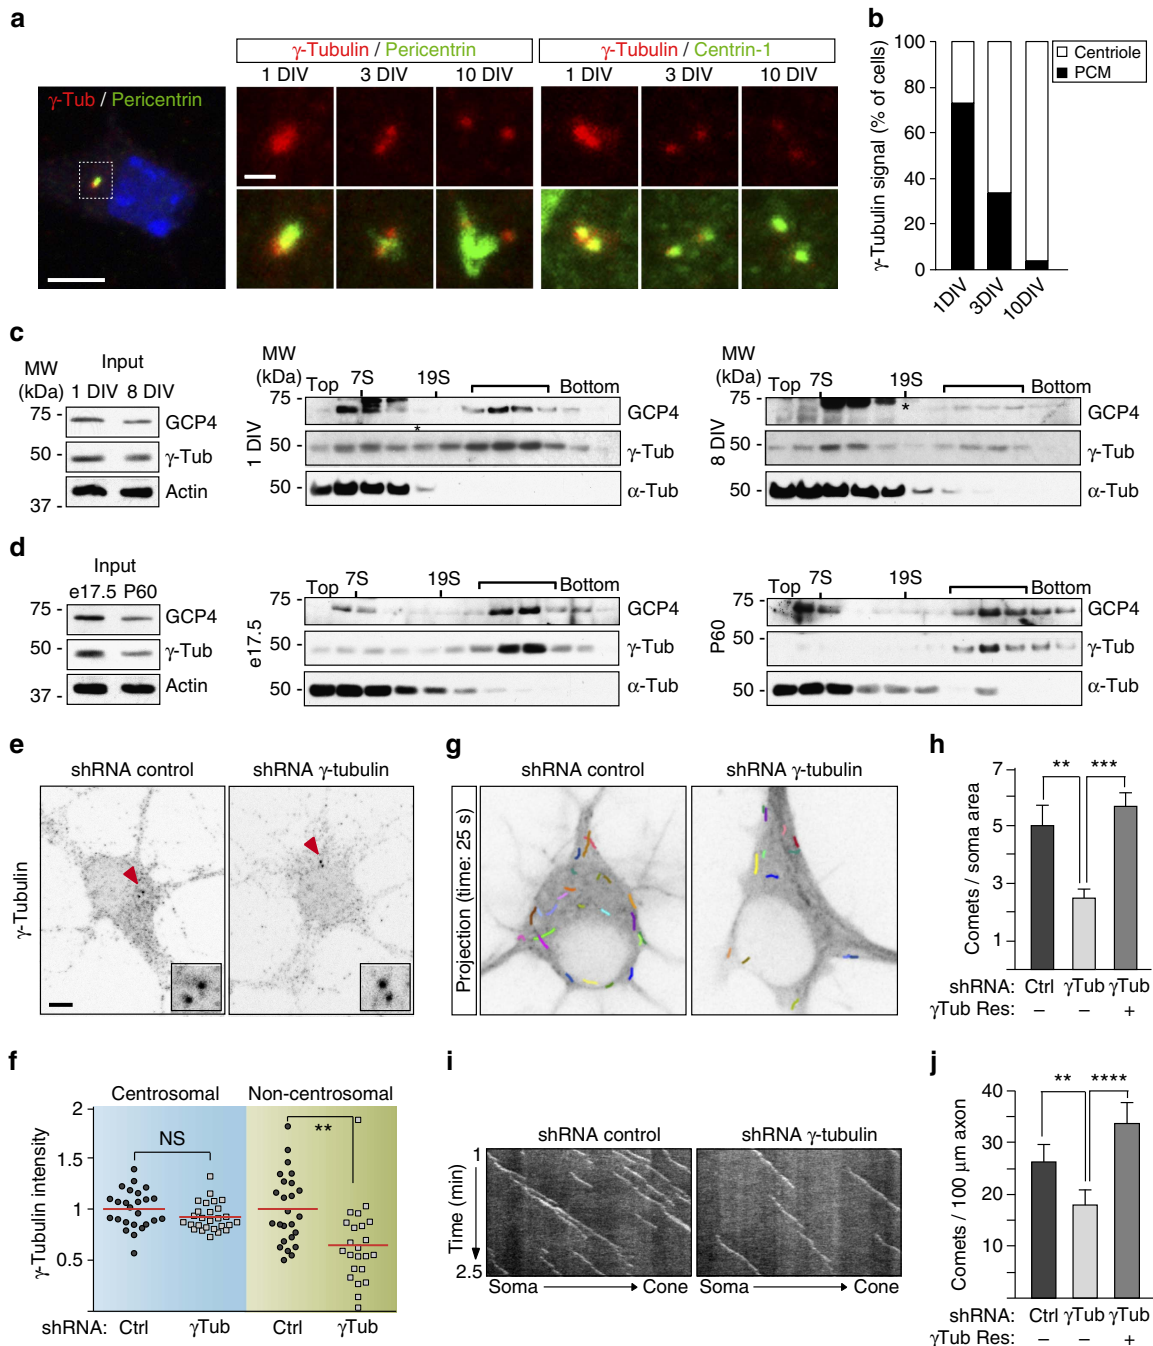 a
γ-Tubulin / Pericentrin
γ-Tubulin / Centrin-1
1 DIV 3 DIV 10 DIV 1 DIV 3 DIV 10 DIV
γ-Tub / Pericentrin
b
γ-Tubulin signal (% of cells)
100
80
60
40
20
0
1DIV 3DIV 10DIV
Centriole
PCM
c
MW
(kDa)
Input
1 DIV 8 DIV
75
50
37
GCP4
γ-Tub
Actin
MW
(kDa)
Top 7S 19S Bottom
1 DIV
75
*
GCP4
50
γ-Tub
50
α-Tub
MW
(kDa)
Top 7S 19S Bottom
8 DIV
75
*
GCP4
50
γ-Tub
50
α-Tub
d
Input
e17.5 P60
75
50
37
GCP4
γ-Tub
Actin
Top 7S 19S Bottom
e17.5
75
GCP4
50
γ-Tub
50
α-Tub
Top 7S 19S Bottom
P60
75
GCP4
50
γ-Tub
50
α-Tub
e
shRNA control shRNA γ-tubulin
γ-Tubulin
f
Centrosomal Non-centrosomal
γ-Tubulin intensity
2
1.5
1
0.5
NS
**
shRNA: Ctrl γTub Ctrl γTub
g
shRNA control shRNA γ-tubulin
Projection (time: 25 s)
h
Comets / soma area
7
5
3
1
** ***
shRNA: Ctrl γTub γTub
γTub Res: – – +
i
shRNA control shRNA γ-tubulin
Time (min)
1
2.5
Soma Cone Soma Cone
j
Comets / 100 μm axon
40
30
20
10
** ****
shRNA: Ctrl γTub γTub
γTub Res: – – +